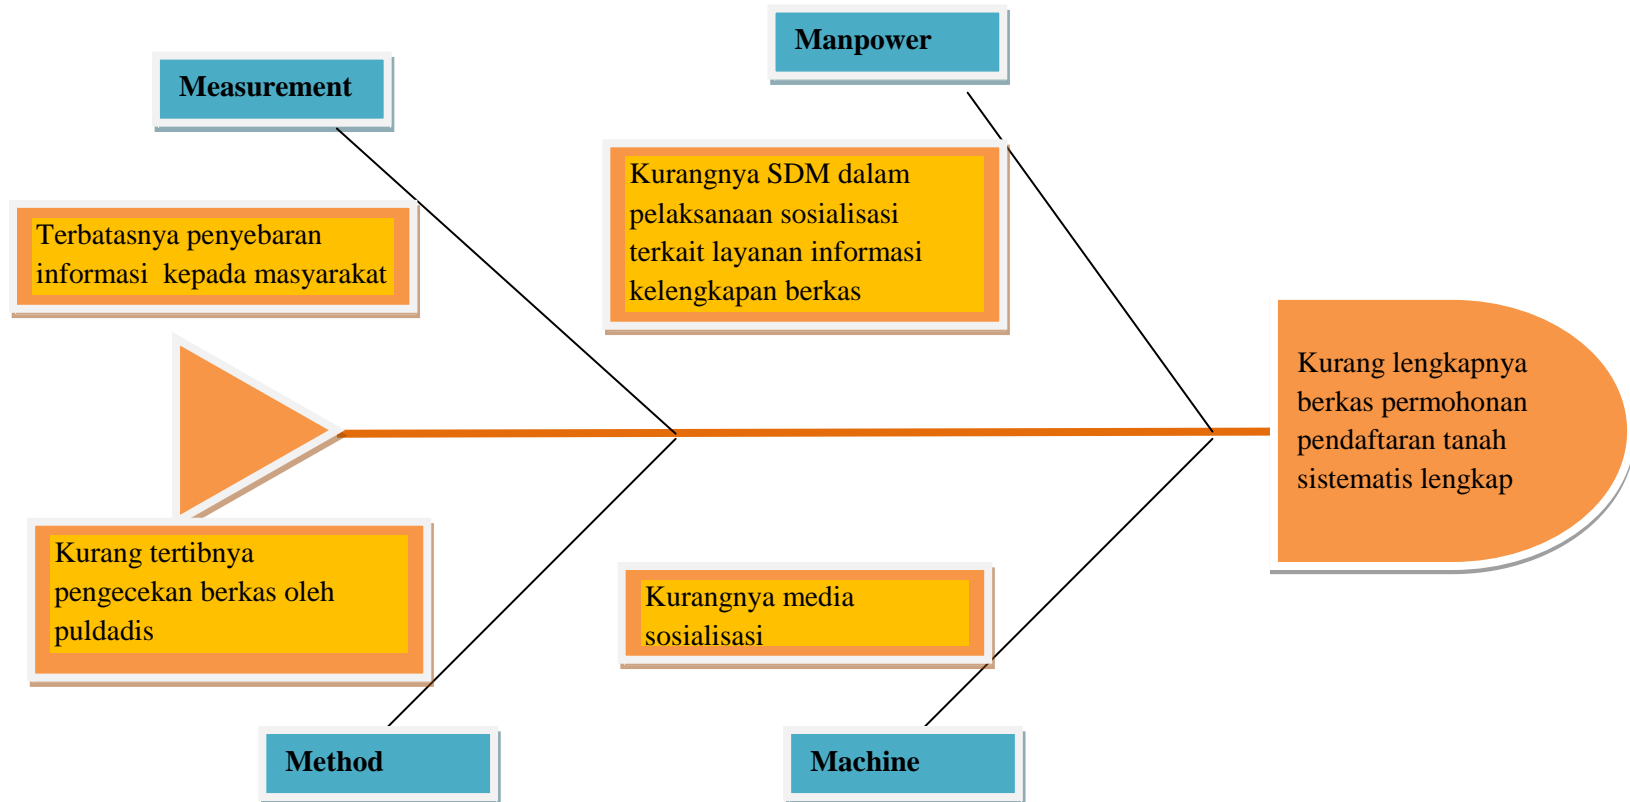 Manpower
Measurement
Kurangnya SDM dalam
pelaksanaan sosialisasi
terkait layanan informasi
kelengkapan berkas
Terbatasnya penyebaran
informasi  kepada masyarakat
Kurang lengkapnya
berkas permohonan
pendaftaran tanah
sistematis lengkap
Kurang tertibnya
pengecekan berkas oleh
puldadis
Kurangnya media
sosialisasi
Method
Machine